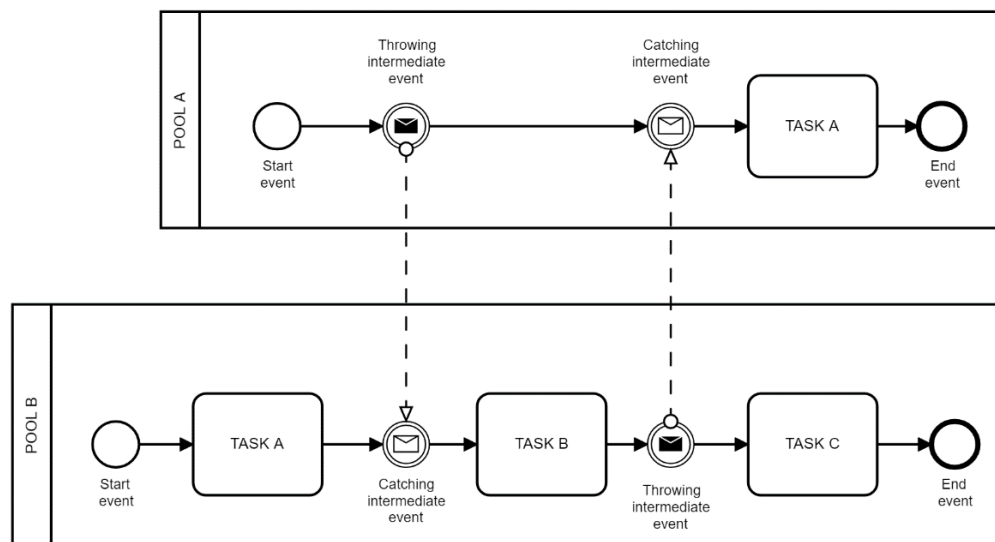 POOL A
Throwing
intermediate
event
Catching
intermediate
event
Start
event
TASK A
End
event
POOL B
Start
event
TASK A
Catching
intermediate
event
TASK B
Throwing
intermediate
event
TASK C
End
event